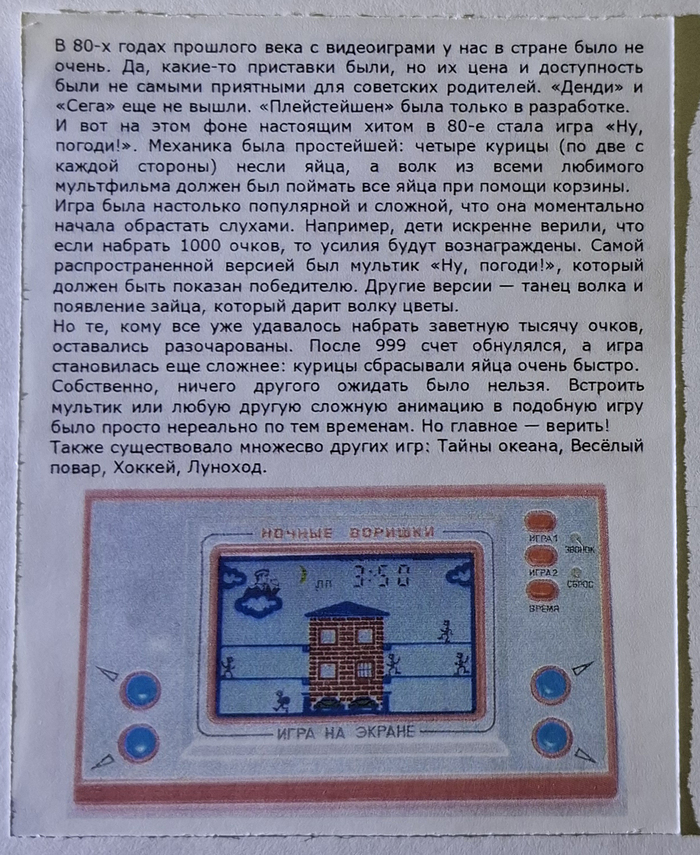 В 80-х годах прошлого века с видеоиграми у нас в стране было не
очень. Да, какие-то приставки были, но их цена и доступность
были не самыми приятными для советских родителей. «Денди» и
«Сега» еще не вышли. «Плейстейшен» была только в разработке.
И вот на этом фоне настоящим хитом в 80-е стала игра «Ну,
погоди!». Механика была простейшей: четыре курицы (по две с
каждой стороны) несли яйца, а волк из всеми любимого
мультфильма должен был поймать все яйца при помощи корзины.
Игра была настолько популярной и сложной, что она моментально
начала обрастать слухами. Например, дети искренне верили, что
если набрать 1000 очков, то усилия будут вознаграждены. Самой
распространенной версией был мультик «Ну, погоди!», который
должен быть показан победителю. Другие версии — танец волка и
появление зайца, который дарит волку цветы.
Но те, кому все уже удавалось набрать заветную тысячу очков,
оставались разочарованы. После 999 счет обнулялся, а игра
становилась еще сложнее: курицы сбрасывали яйца очень быстро.
Собственно, ничего другого ожидать было нельзя. Встроить
мультик или любую другую сложную анимацию в подобную игру
было просто нереально по тем временам. Но главное — верить!
Также существовало множесво других игр: Тайны океана, Весёлый
повар, Хоккей, Луноход.
НОЧНЫЕ ВОРИШКИ
ИГРА 1
ЗВОНОК
ИГРА 2
СБРОС
ВРЕМЯ
ДП 3:50
ИГРА НА ЭКРАНЕ